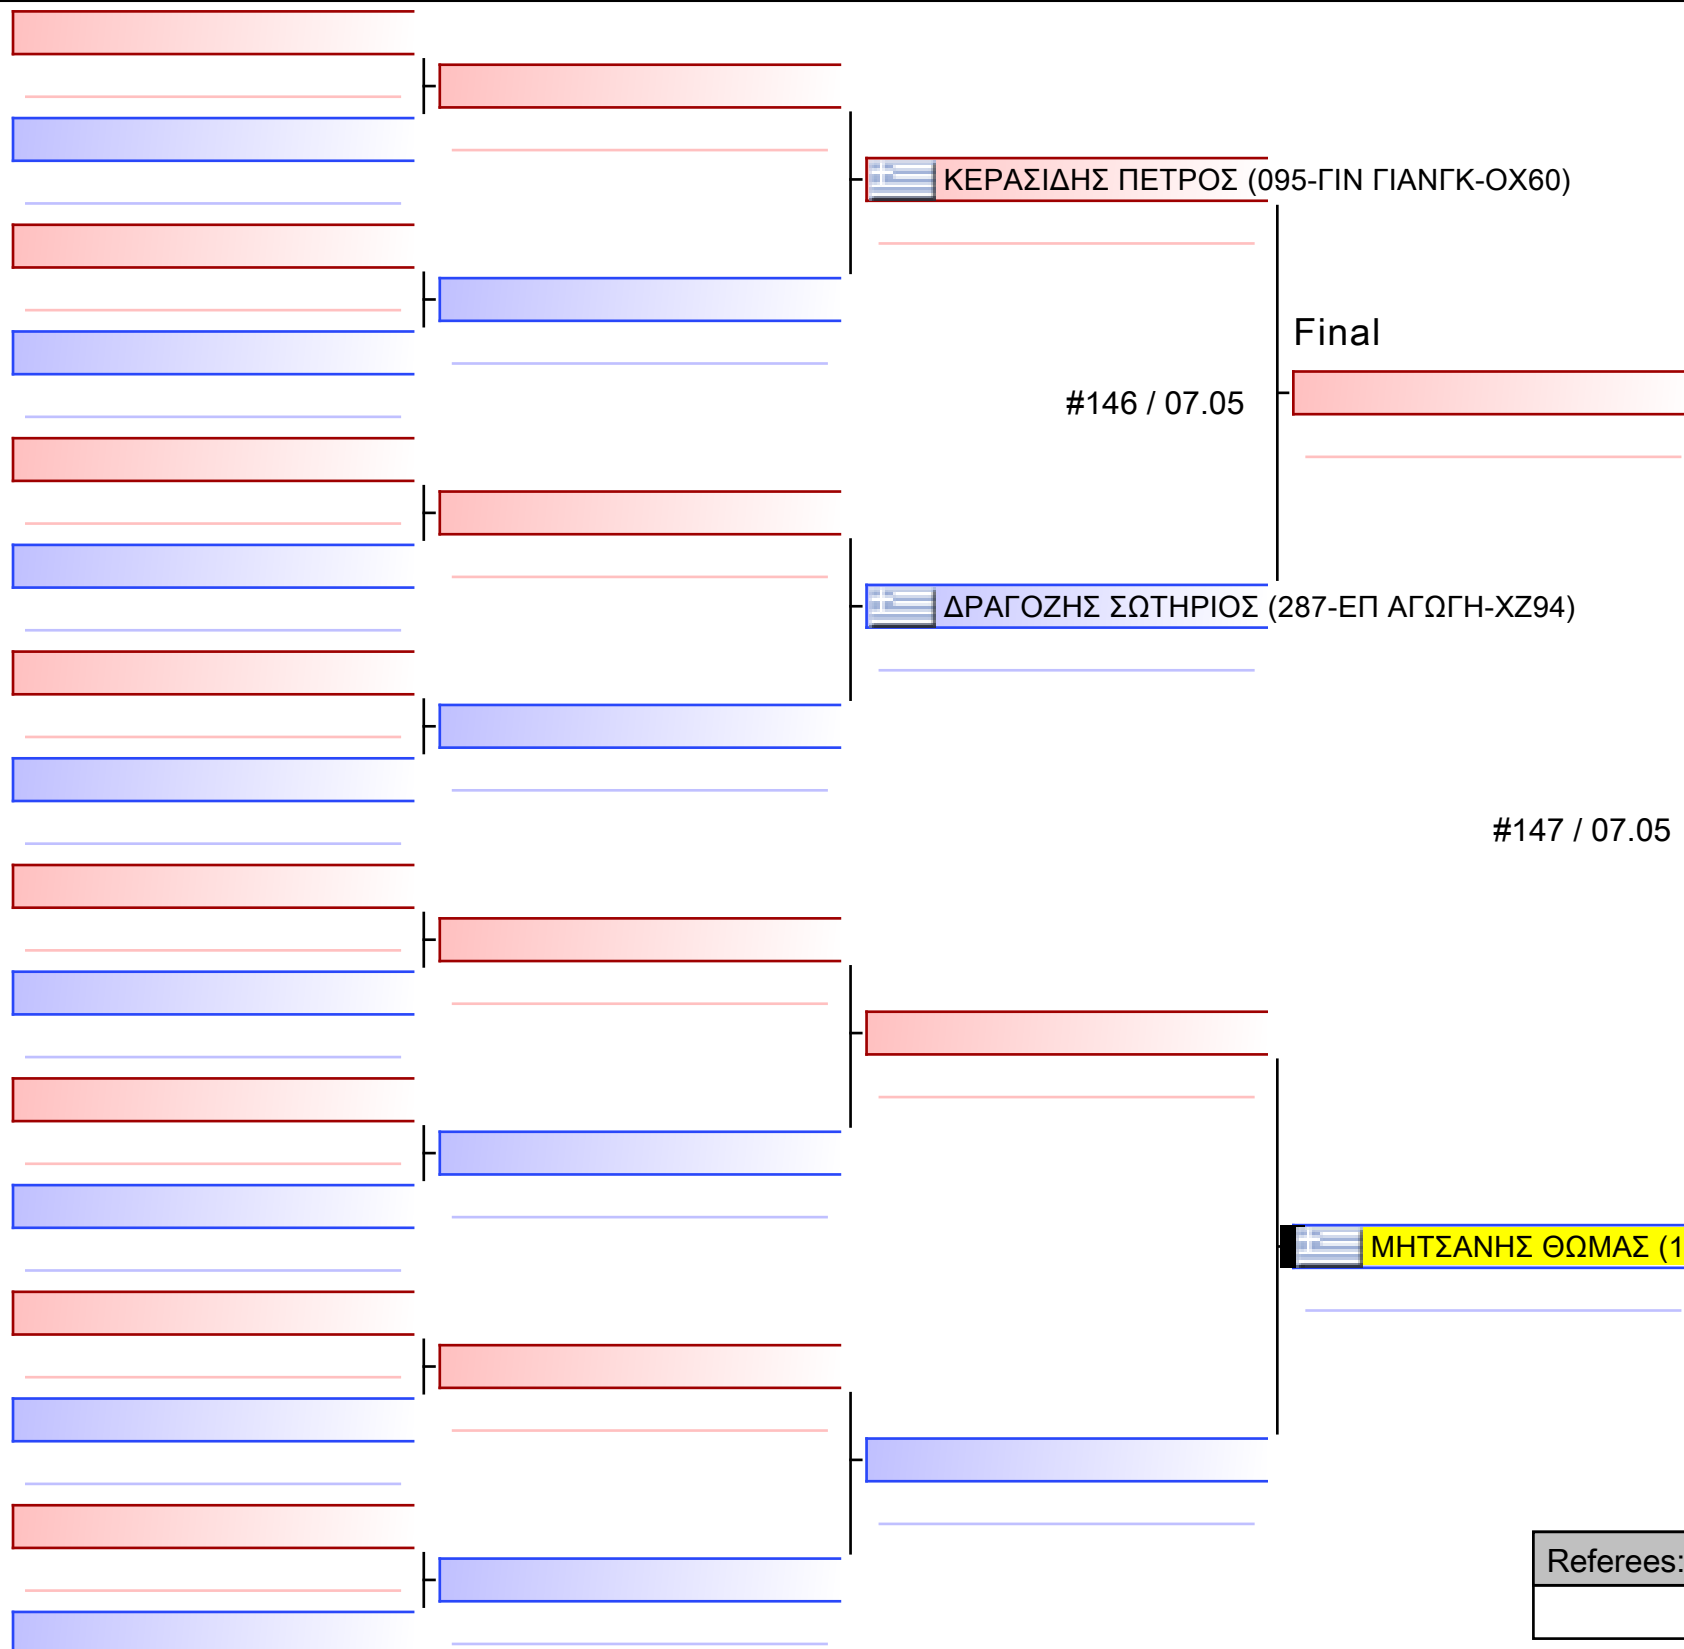 ΚΕΡΑΣΙΔΗΣ ΠΕΤΡΟΣ (095-ΓΙΝ ΓΙΑΝΓΚ-ΟΧ60)
Final
#146 / 07.05
ΔΡΑΓΟΖΗΣ ΣΩΤΗΡΙΟΣ (287-ΕΠ ΑΓΩΓΗ-ΧΖ94)
#147 / 07.05
ΜΗΤΣΑΝΗΣ ΘΩΜΑΣ (1
Referees: